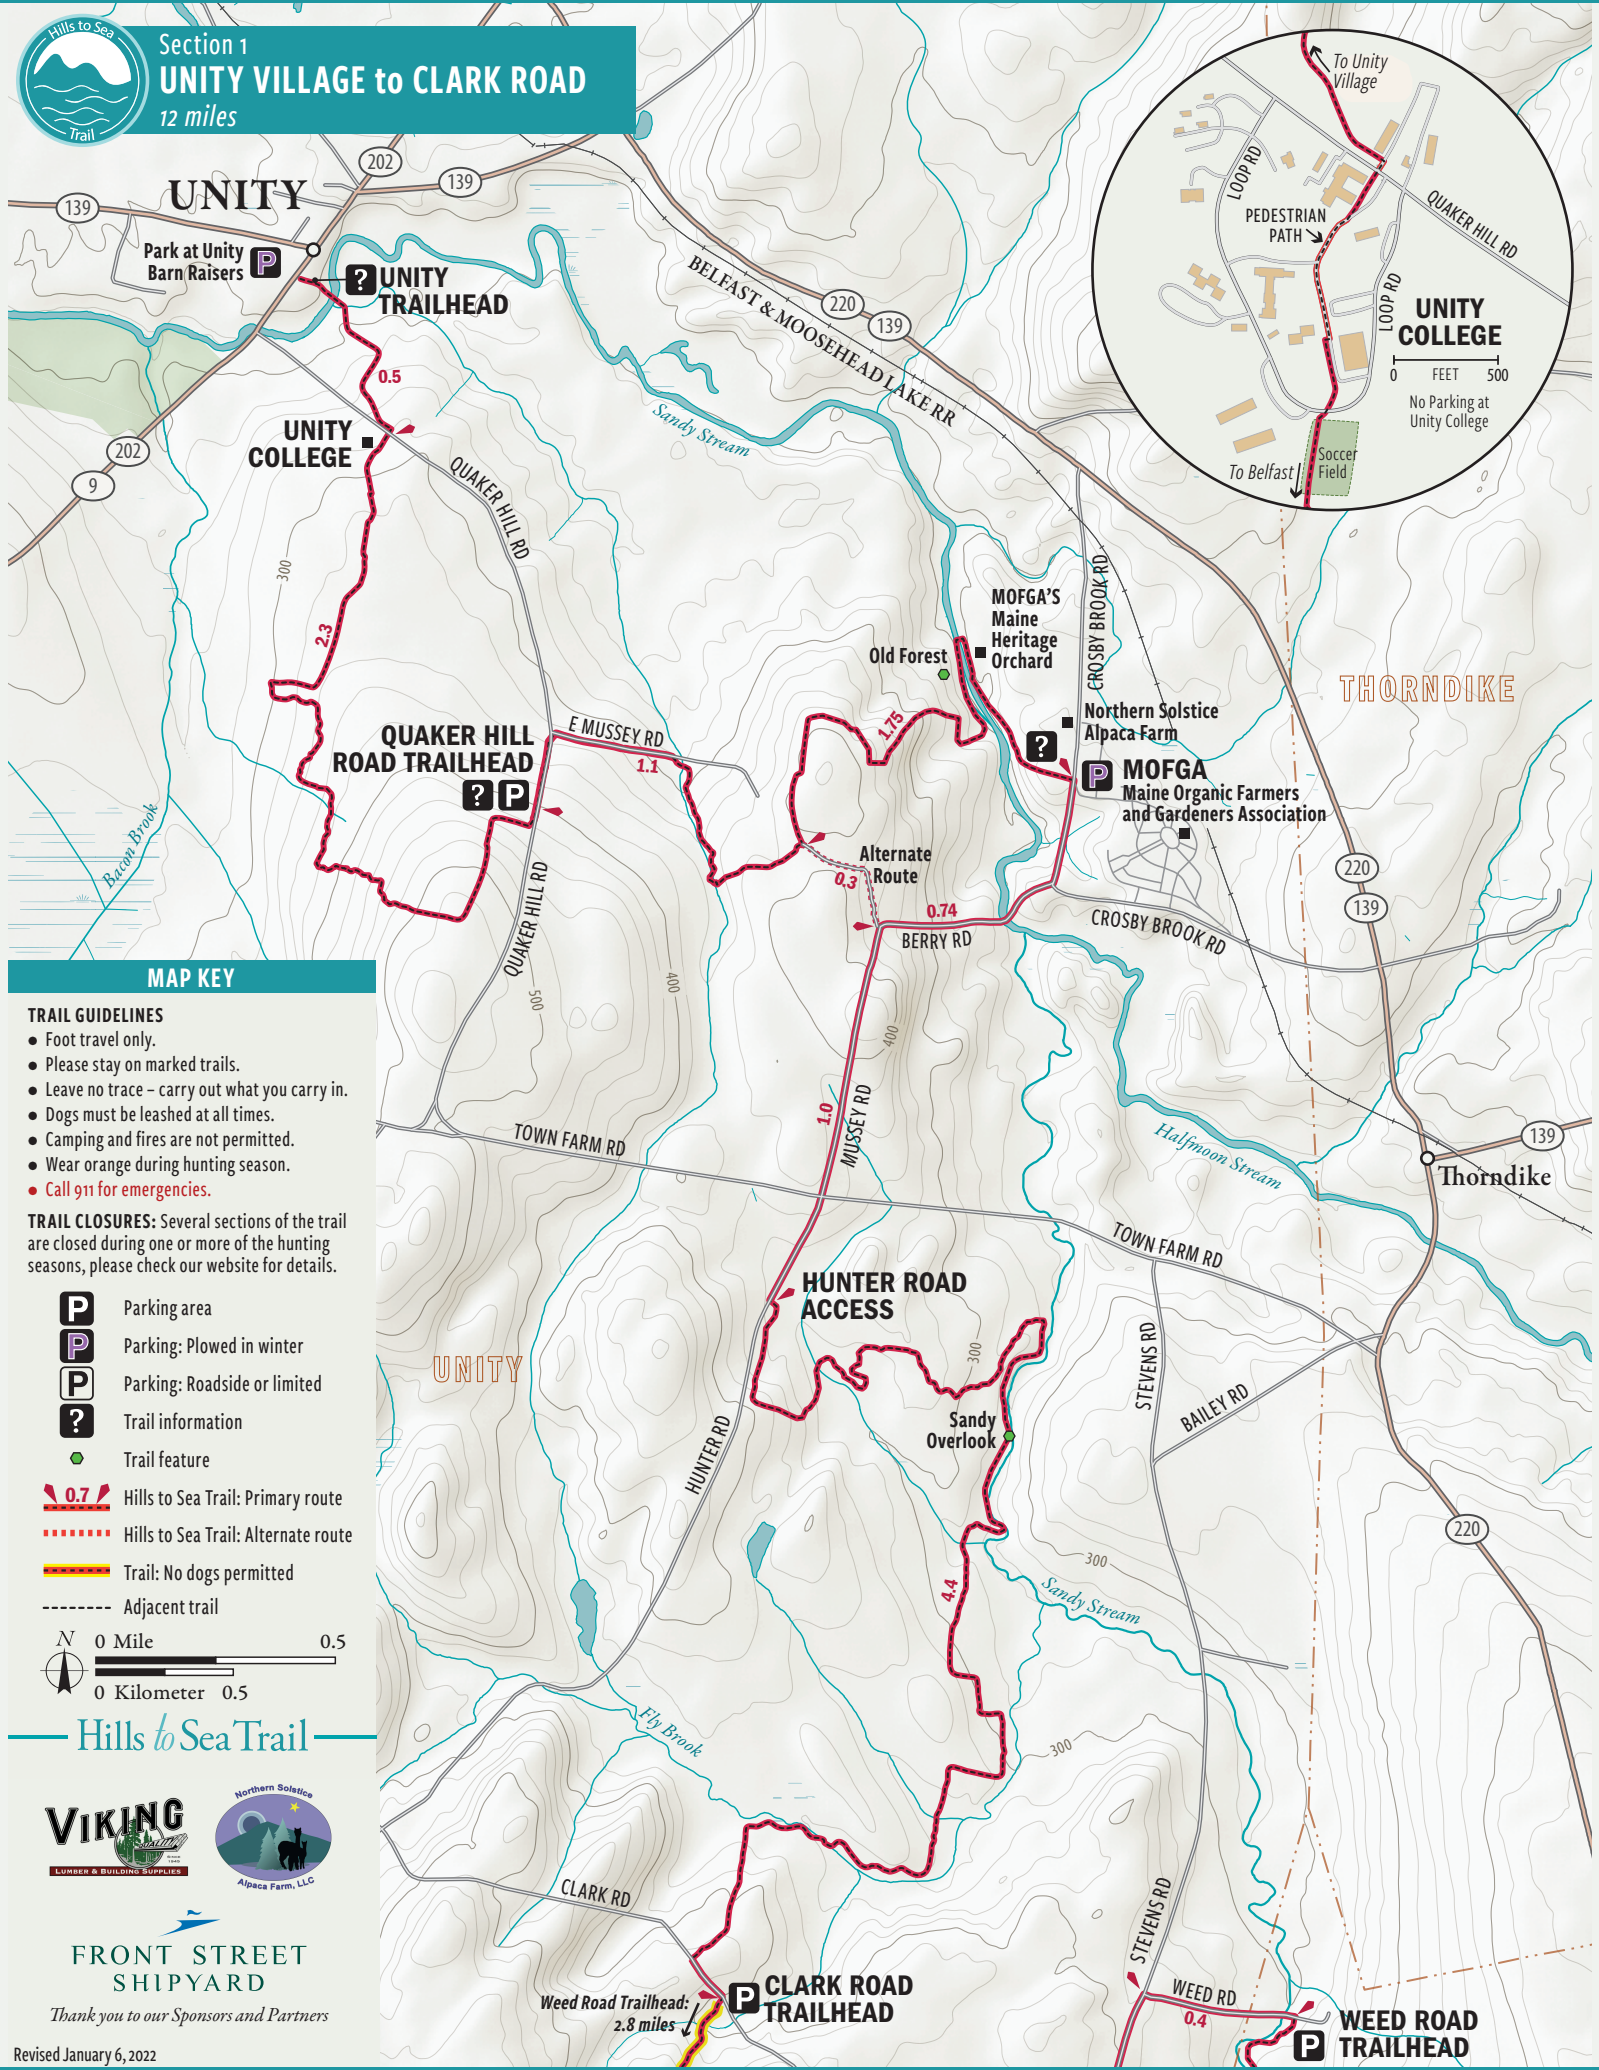 Hills to Sea
Trail
Section 1
UNITY VILLAGE to CLARK ROAD
12 miles
202
139
139
UNITY
Park at Unity
Barn Raisers
P
?
UNITY
TRAILHEAD
0.5
UNITY
COLLEGE
202
9
QUAKER HILL RD
300
2.3
Sandy Stream
BELFAST & MOOSEHEAD LAKE RR
220
139
To Unity
Village
LOOP RD
PEDESTRIAN
PATH
QUAKER HILL RD
LOOP RD
UNITY
COLLEGE
0 FEET 500
No Parking at
Unity College
To Belfast
Soccer
Field
MOFGA'S
Maine
Heritage
Orchard
Old Forest
CROSBY BROOK RD
THORNDIKE
Northern Solstice
Alpaca Farm
?
P
MOFGA
Maine Organic Farmers
and Gardeners Association
QUAKER HILL
ROAD TRAILHEAD
? P
E MUSSEY RD
1.1
1.75
Bacon Brook
Alternate
Route
0.3
0.74
BERRY RD
CROSBY BROOK RD
220
139
QUAKER HILL RD
500
400
400
1.0
MUSSEY RD
TOWN FARM RD
Halfmoon Stream
139
Thorndike
TOWN FARM RD
HUNTER ROAD
ACCESS
UNITY
300
STEVENS RD
BAILEY RD
Sandy
Overlook
HUNTER RD
220
300
4.4
Sandy Stream
Fly Brook
300
CLARK RD
STEVENS RD
Weed Road Trailhead:
2.8 miles
P
CLARK ROAD
TRAILHEAD
WEED RD
0.4
P
WEED ROAD
TRAILHEAD
MAP KEY
TRAIL GUIDELINES
● Foot travel only.
● Please stay on marked trails.
● Leave no trace – carry out what you carry in.
● Dogs must be leashed at all times.
● Camping and fires are not permitted.
● Wear orange during hunting season.
● Call 911 for emergencies.
TRAIL CLOSURES: Several sections of the trail
are closed during one or more of the hunting
seasons, please check our website for details.
P Parking area
P Parking: Plowed in winter
P Parking: Roadside or limited
? Trail information
Trail feature
0.7 Hills to Sea Trail: Primary route
Hills to Sea Trail: Alternate route
Trail: No dogs permitted
Adjacent trail
N
0 Mile 0.5
0 Kilometer 0.5
Hills to Sea Trail
VIKING
QUALITY
SINCE
LUMBER & BUILDING SUPPLIES
Northern Solstice
Alpaca Farm, LLC
FRONT STREET
SHIPYARD
Thank you to our Sponsors and Partners
Revised January 6, 2022